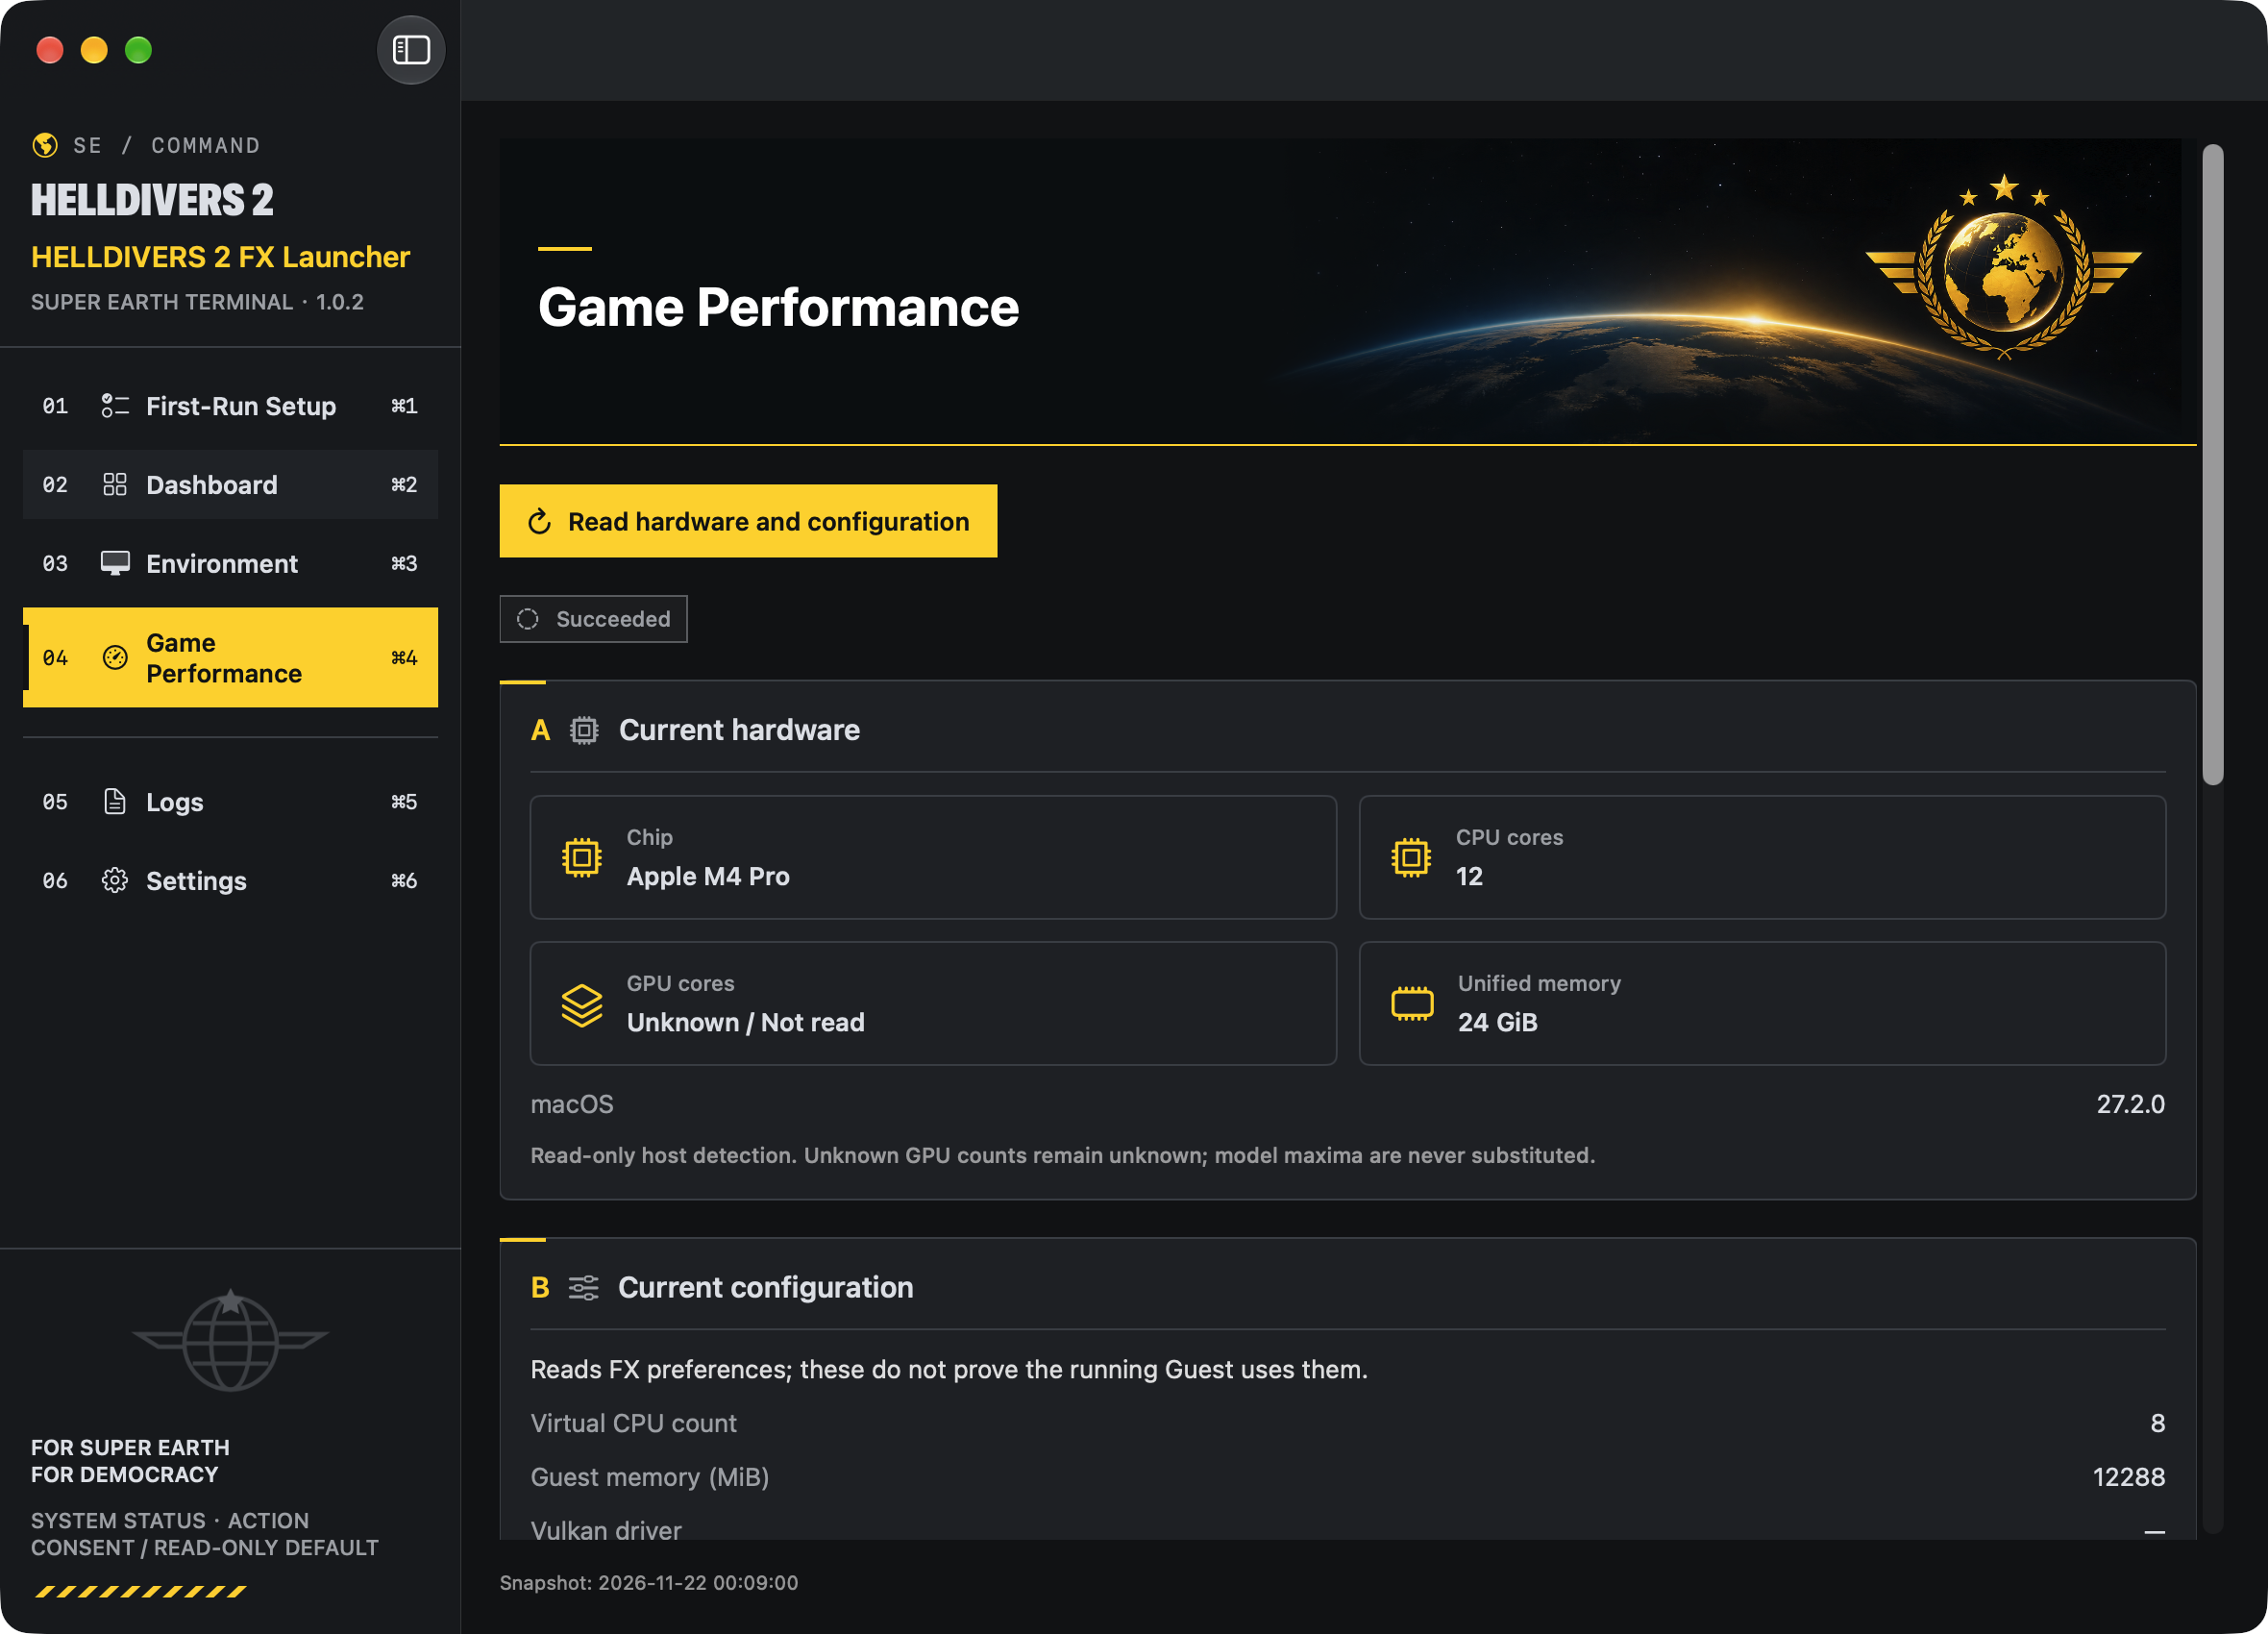 SE / COMMAND
HELLDIVERS 2
HELLDIVERS 2 FX Launcher
SUPER EARTH TERMINAL · 1.0.2
01 First-Run Setup ⌘1
02 Dashboard ⌘2
03 Environment ⌘3
04 Game Performance ⌘4
05 Logs ⌘5
06 Settings ⌘6
FOR SUPER EARTH
FOR DEMOCRACY
SYSTEM STATUS · ACTION
CONSENT / READ-ONLY DEFAULT
Game Performance
Read hardware and configuration
Succeeded
A Current hardware
Chip
Apple M4 Pro
CPU cores
12
GPU cores
Unknown / Not read
Unified memory
24 GiB
macOS 27.2.0
Read-only host detection. Unknown GPU counts remain unknown; model maxima are never substituted.
B Current configuration
Reads FX preferences; these do not prove the running Guest uses them.
Virtual CPU count 8
Guest memory (MiB) 12288
Vulkan driver —
Snapshot: 2026-11-22 00:09:00